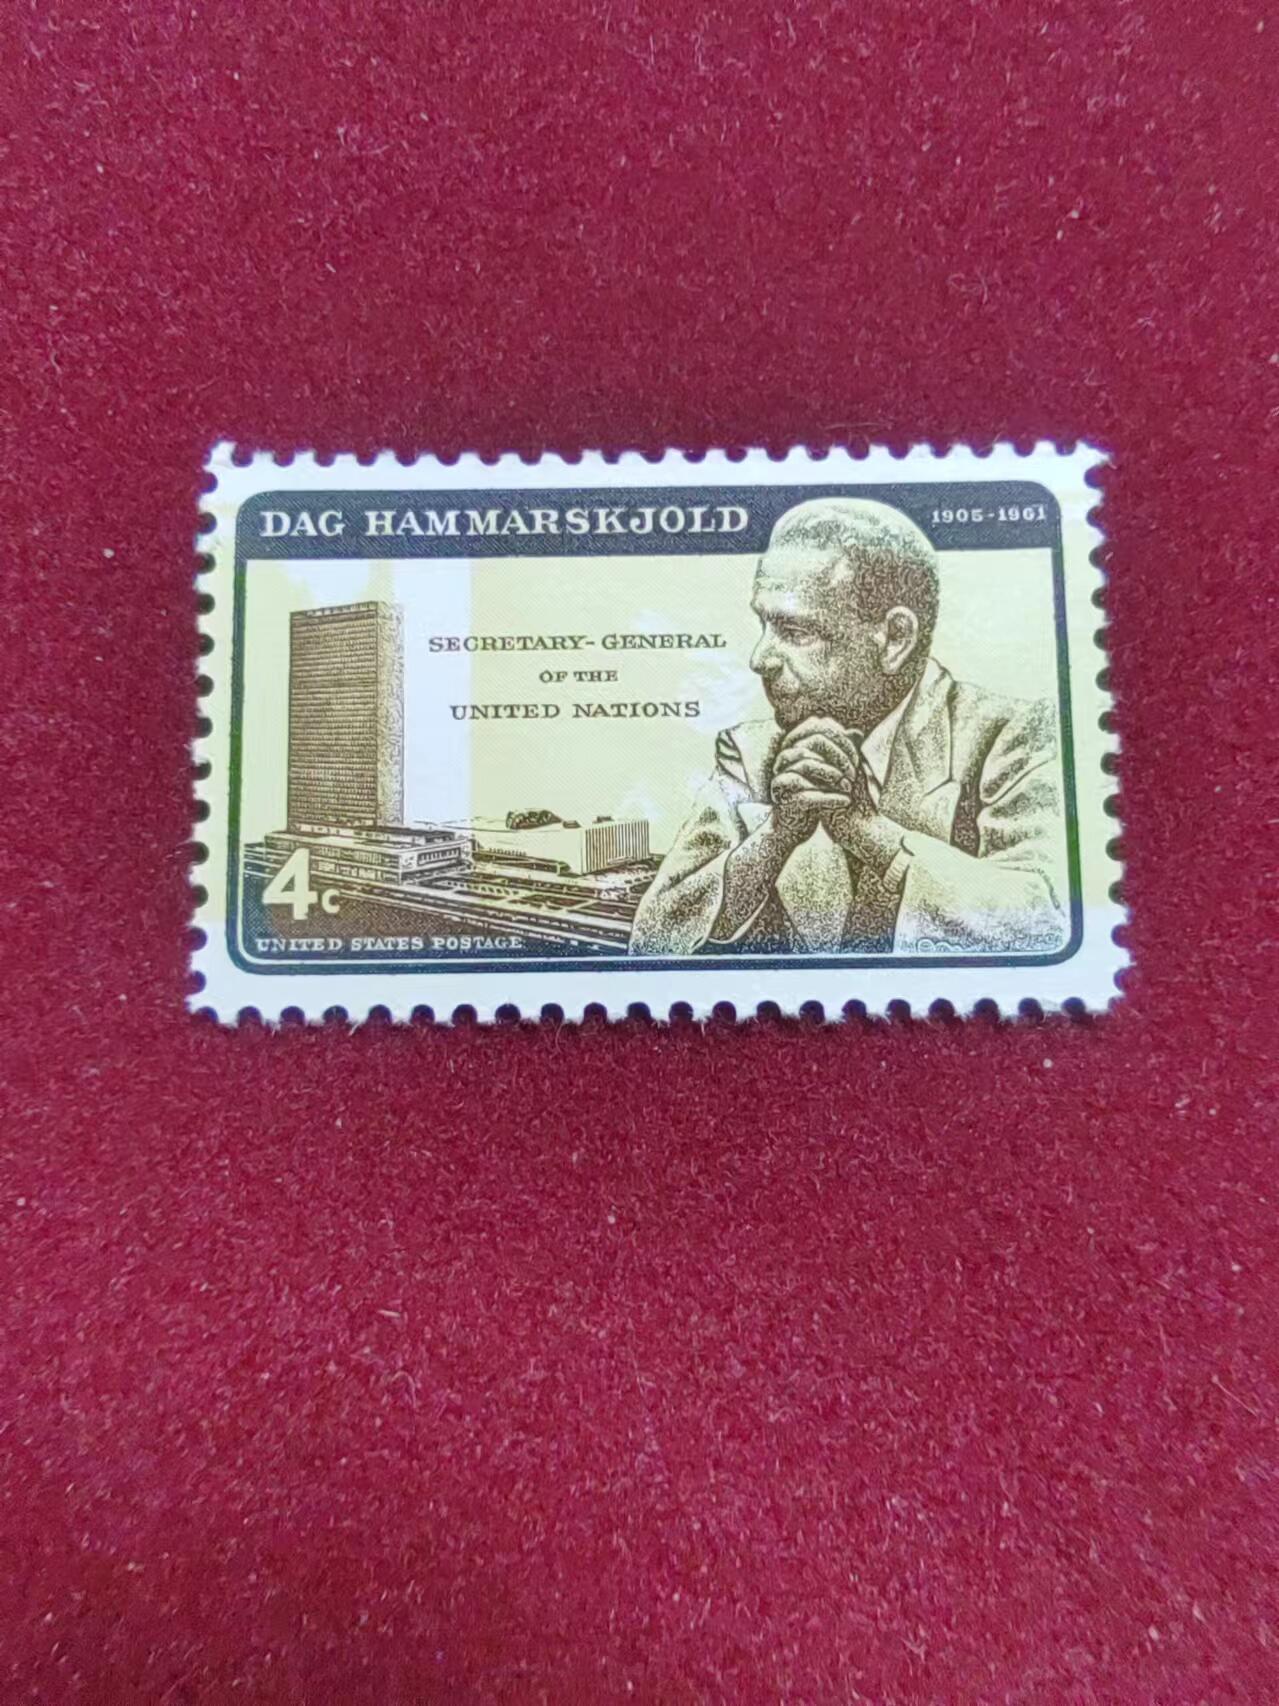 DAG HAMMARSKJOLD 1905-1961
SECRETARY-GENERAL
OF THE
UNITED NATIONS
4c
UNITED STATES POSTAGE